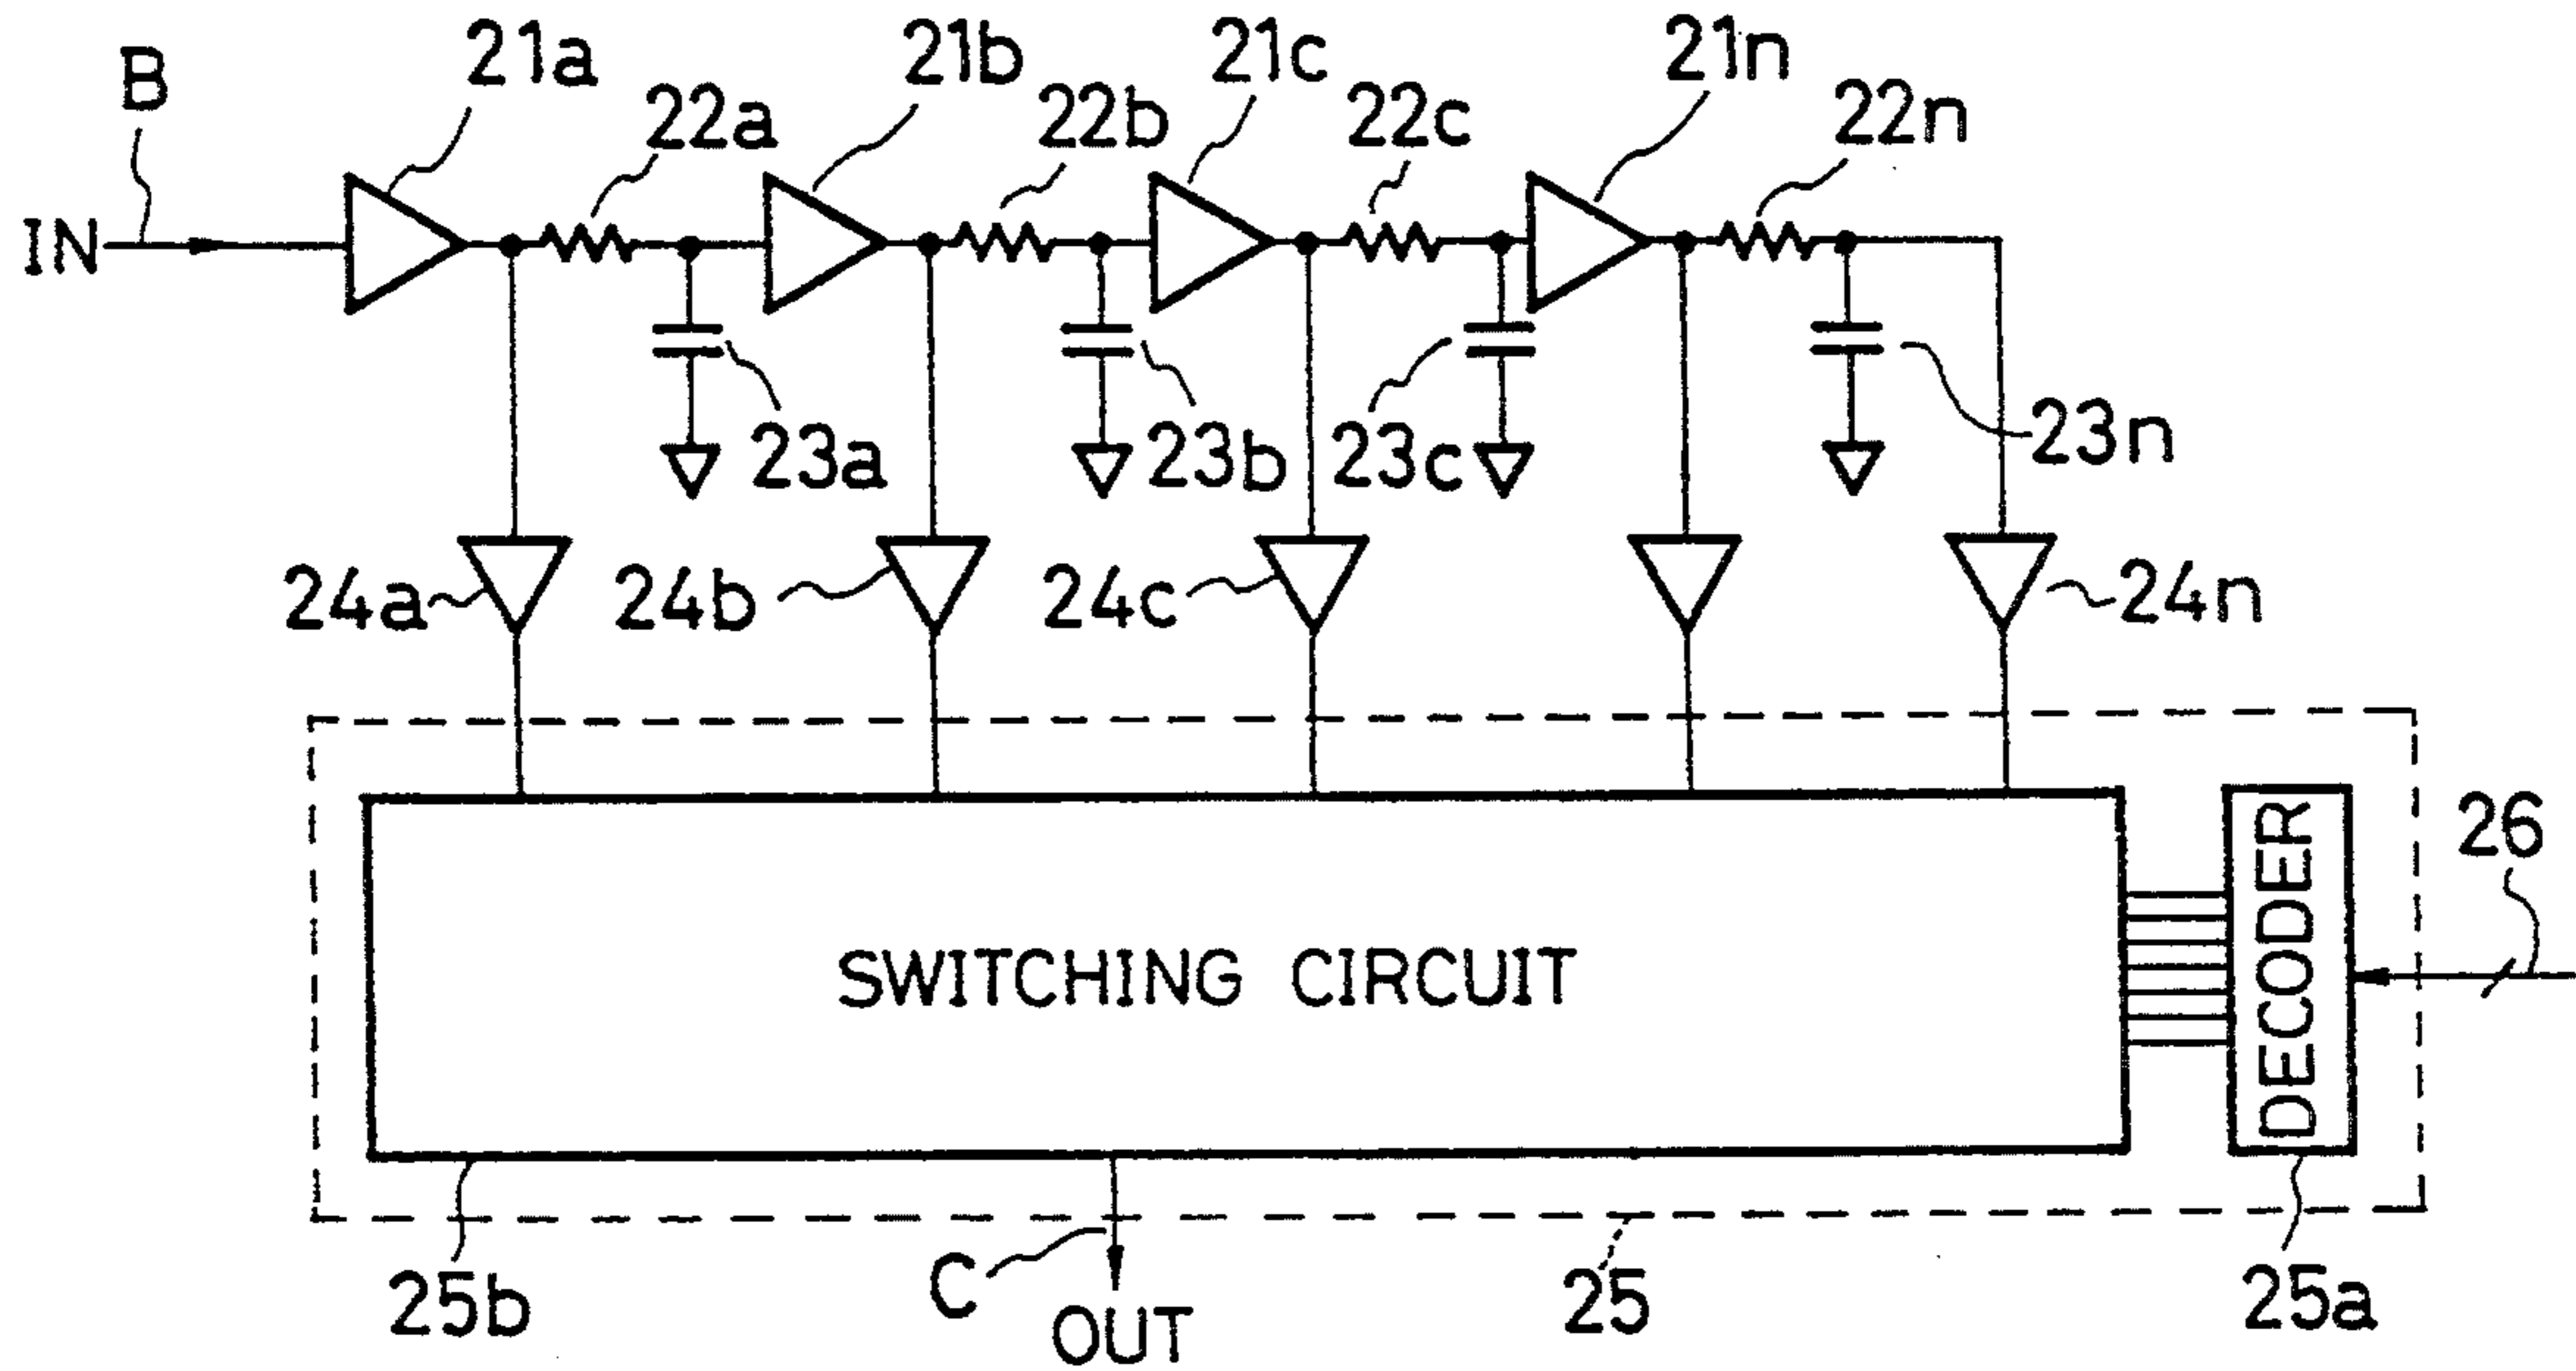 B
21a
22a
21b
22b
21c
22c
21n
22n
IN
23a
23b
23c
23n
24a
24b
24c
24n
SWITCHING CIRCUIT
DECODER
26
25b
C
OUT
25
25a